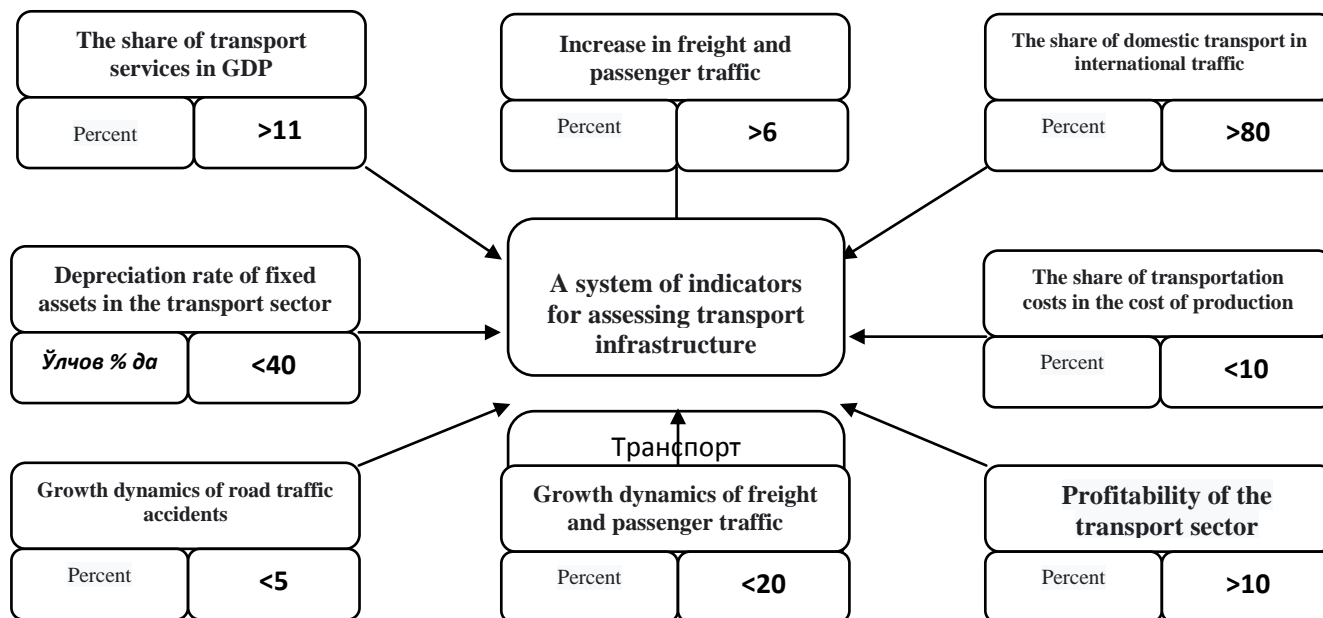 The share of transport
services in GDP
Percent >11
Increase in freight and
passenger traffic
Percent >6
The share of domestic transport in
international traffic
Percent >80
Depreciation rate of fixed
assets in the transport sector
Ўлчов % да <40
A system of indicators
for assessing transport
infrastructure
The share of transportation
costs in the cost of production
Percent <10
Growth dynamics of road traffic
accidents
Percent <5
Транспорт
Growth dynamics of freight
and passenger traffic
Percent <20
Profitability of the
transport sector
Percent >10